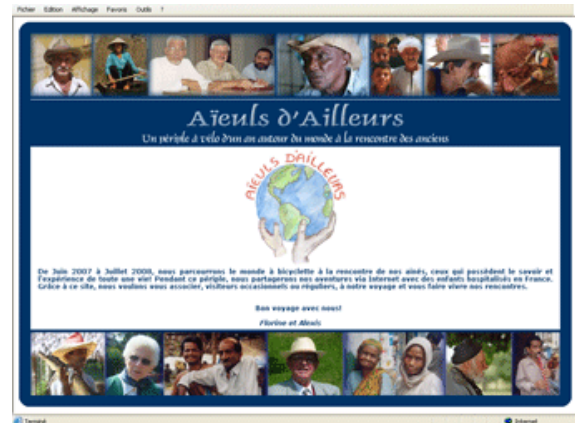 Fichier Edition Affichage Favoris Outils ?
Aïeuls d'Ailleurs
Un périple à vélo d'un an autour du monde à la rencontre des anciens
AÏEULS D'AILLEURS
De Juin 2007 à Juillet 2008, nous parcourrons le monde à bicyclette à la rencontre de nos ainés, ceux qui possèdent le savoir et
l'expérience de toute une vie! Pendant ce périple, nous partagerons nos aventures via Internet avec des enfants hospitalisés en France.
Grâce à ce site, nous voulons vous associer, visiteurs occasionnels ou réguliers, à notre voyage et vous faire vivre nos rencontres.
Bon voyage avec nous!
Florine et Alexis
Terminé Internet